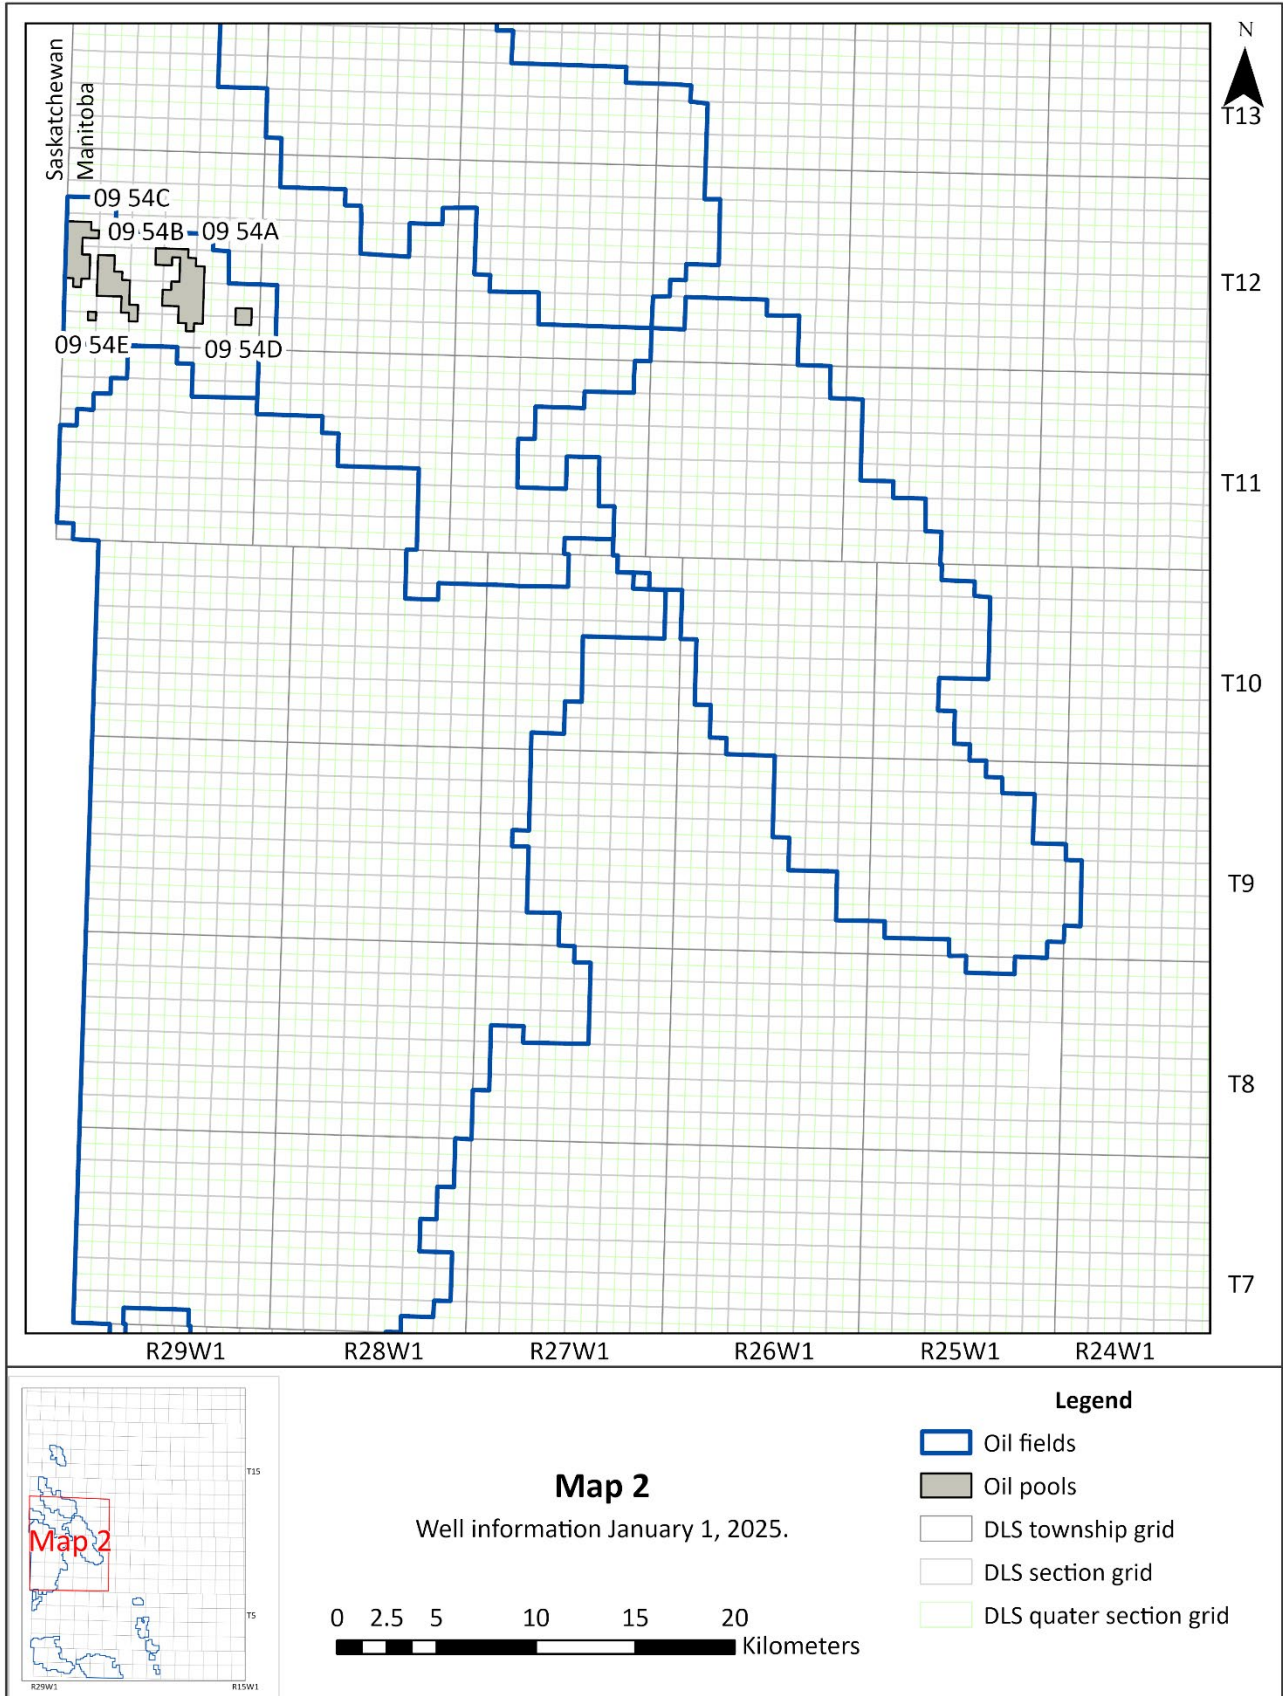 N
Saskatchewan
Manitoba
T13
09 54C
09 54B
09 54A
T12
09 54E
09 54D
T11
T10
T9
T8
T7
R29W1
R28W1
R27W1
R26W1
R25W1
R24W1
T15
Map 2
T5
R29W1
R15W1
Map 2
Well information January 1, 2025.
0 2.5 5 10 15 20
Kilometers
Legend
Oil fields
Oil pools
DLS township grid
DLS section grid
DLS quater section grid